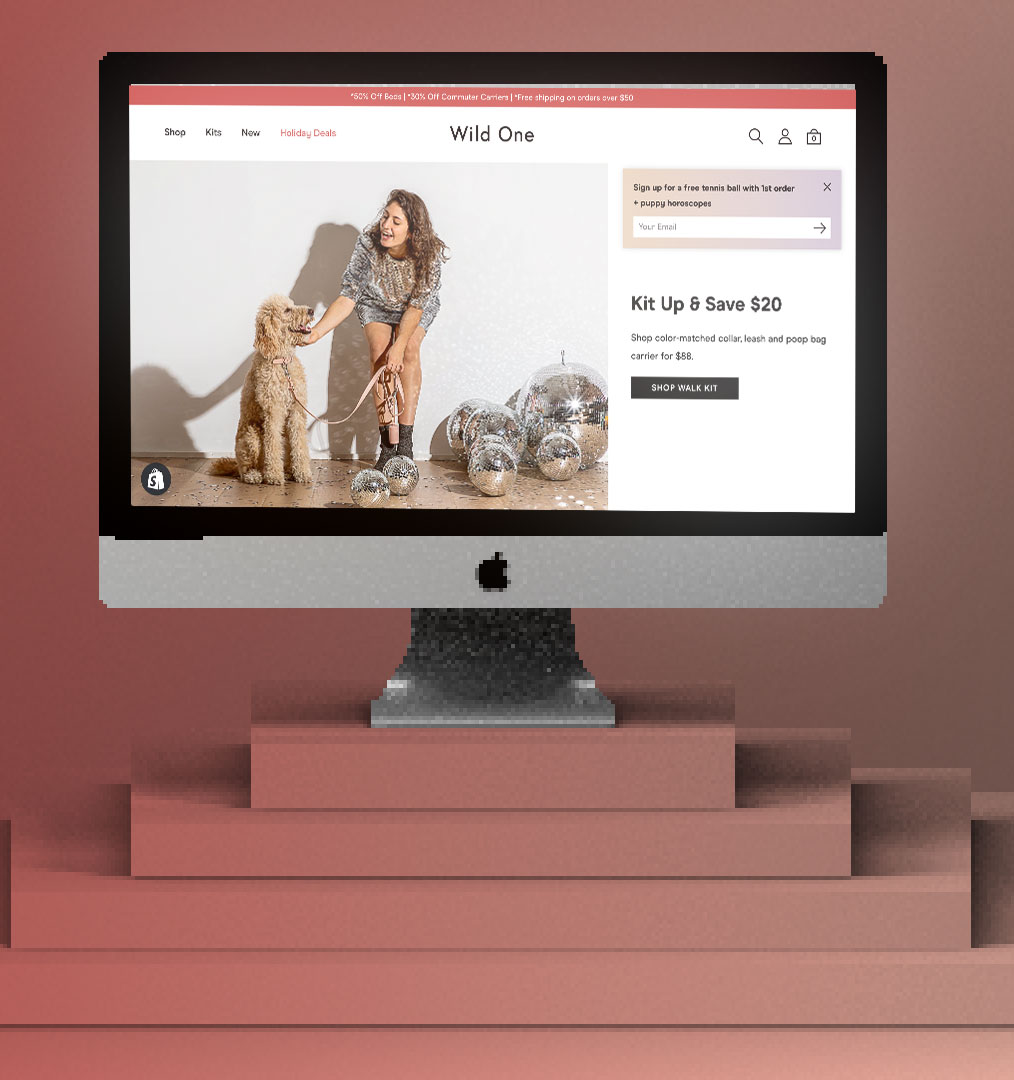 *50% Off Beds | *30% Off Commuter Carriers | *Free shipping on orders over $50
Shop Kits New Holiday Deals Wild One 0
Sign up for a free tennis ball with 1st order
+ puppy horoscopes
Your Email
Kit Up & Save $20
Shop color-matched collar, leash and poop bag
carrier for $88.
SHOP WALK KIT
S